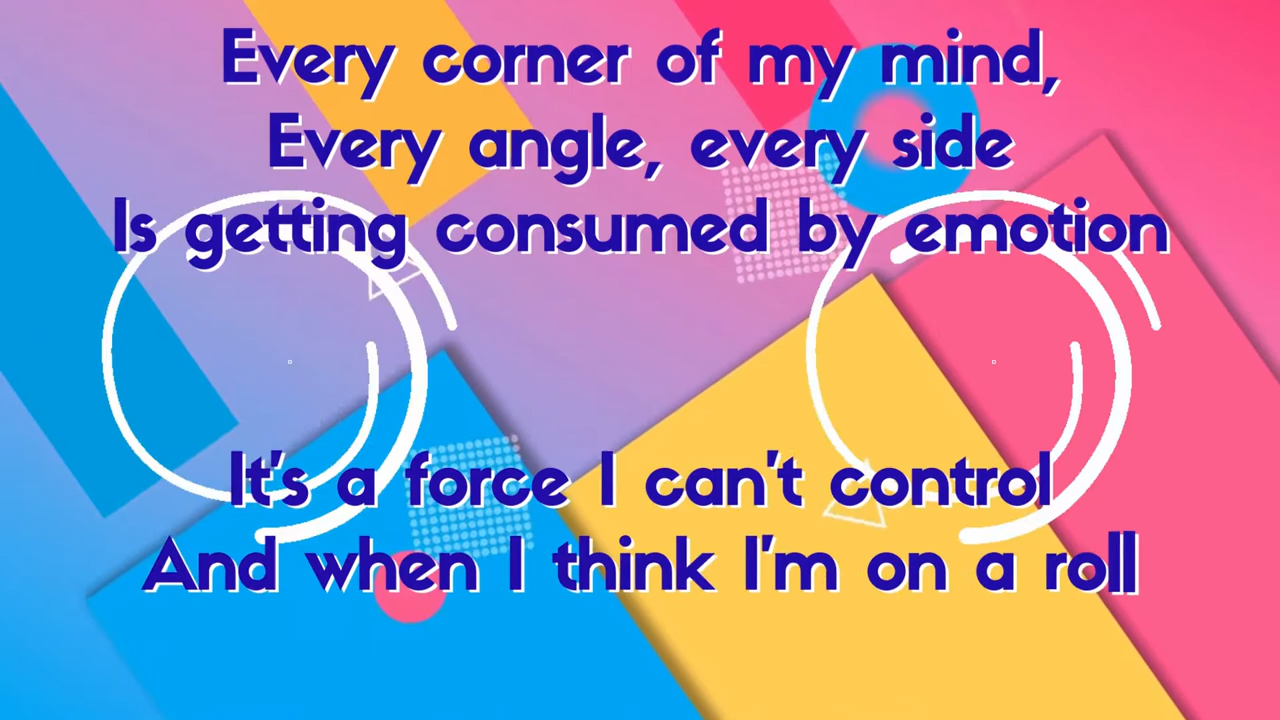 Every corner of my mind,
Every angle, every side
Is getting consumed by emotion
It's a force I can't control
And when I think I'm on a roll